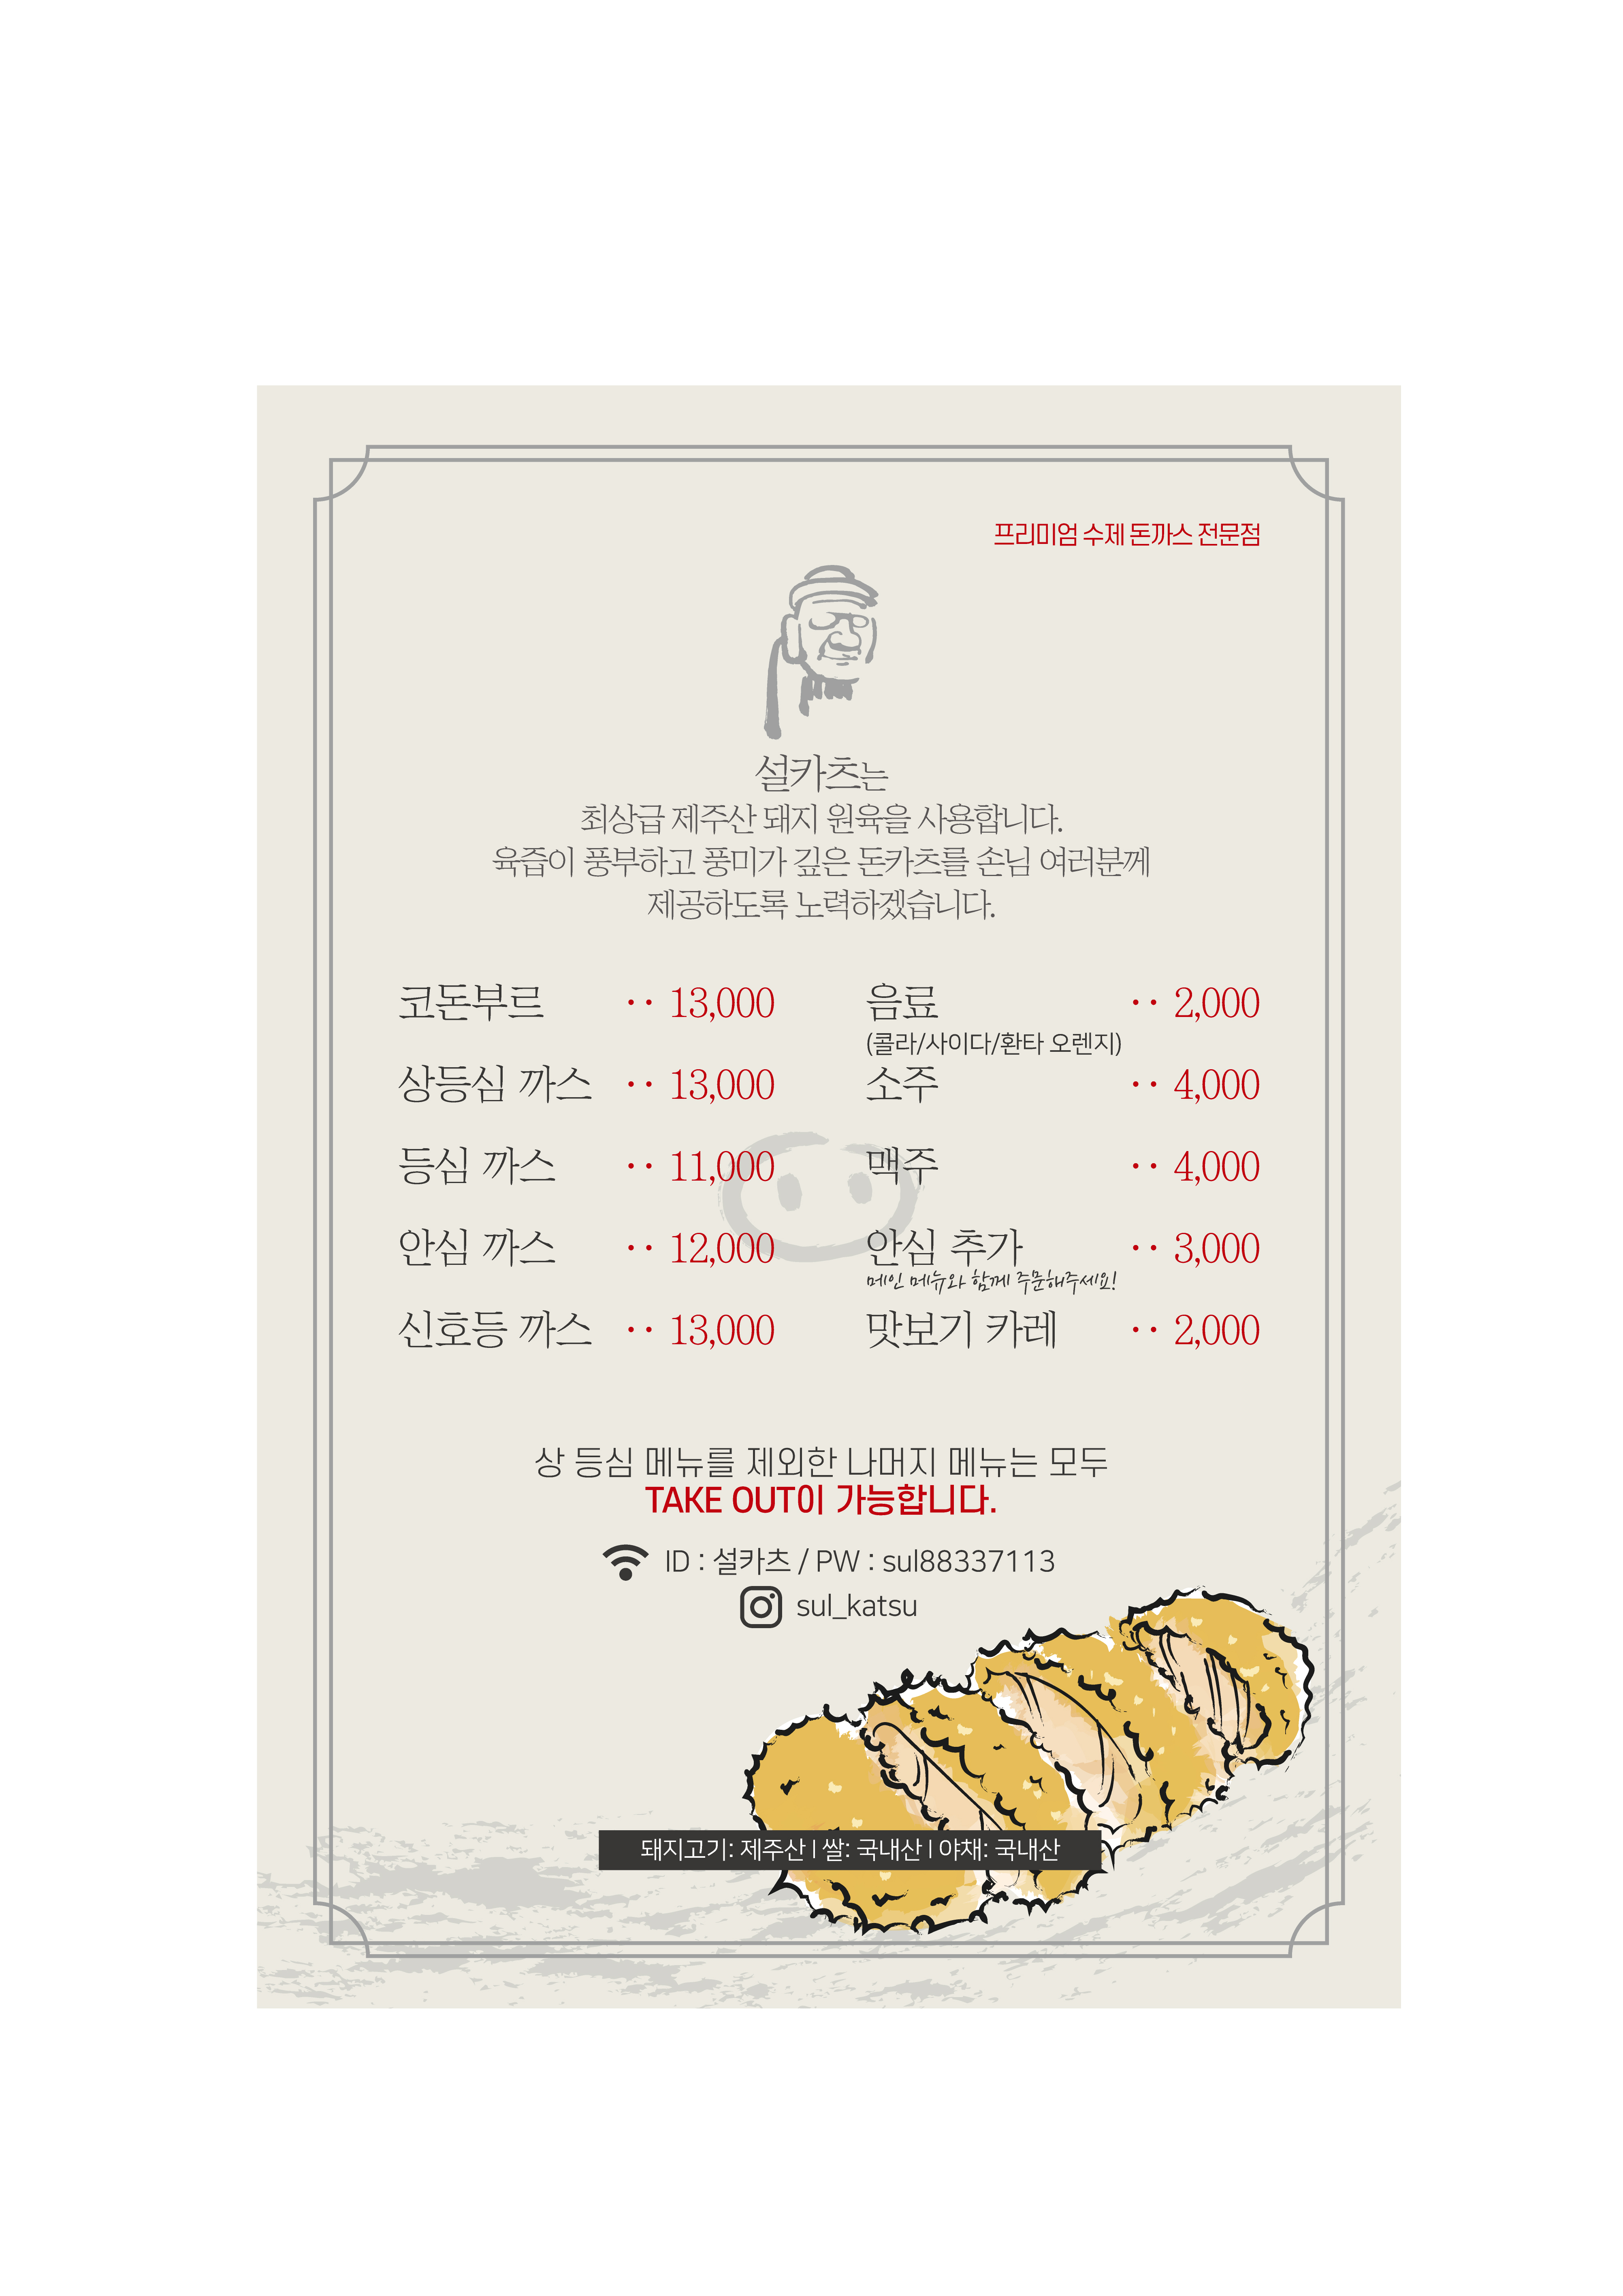 프리미엄 수제 돈까스 전문점
설카츠는
최상급 제주산 돼지 원육을 사용합니다.
육즙이 풍부하고 풍미가 깊은 돈카츠를 손님 여러분께
제공하도록 노력하겠습니다.
코돈부르 ·· 13,000
상등심 까스 ·· 13,000
등심 까스 ·· 11,000
안심 까스 ·· 12,000
신호등 까스 ·· 13,000
음료 ·· 2,000
(콜라/사이다/환타 오렌지)
소주 ·· 4,000
맥주 ·· 4,000
안심 추가 ·· 3,000
메인 메뉴와 함께 주문해주세요!
맛보기 카레 ·· 2,000
상 등심 메뉴를 제외한 나머지 메뉴는 모두
TAKE OUT이 가능합니다.
ID : 설카츠 / PW : sul88337113
sul_katsu
돼지고기: 제주산 l 쌀: 국내산 l 야채: 국내산